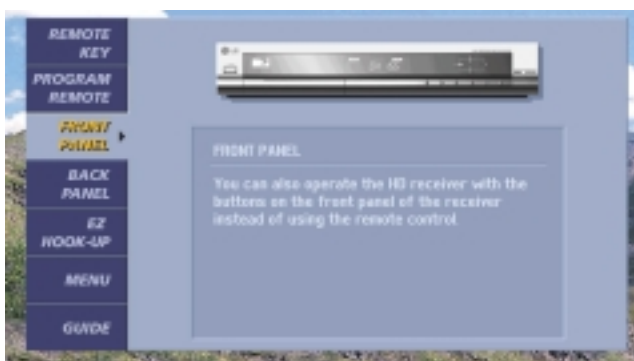 REMOTE
KEY
PROGRAM
REMOTE
FRONT
PANEL
BACK
PANEL
EZ
HOOK-UP
MENU
GUIDE
FRONT PANEL
You can also operate the HD receiver with the
buttons on the front panel of the receiver
instead of using the remote control.